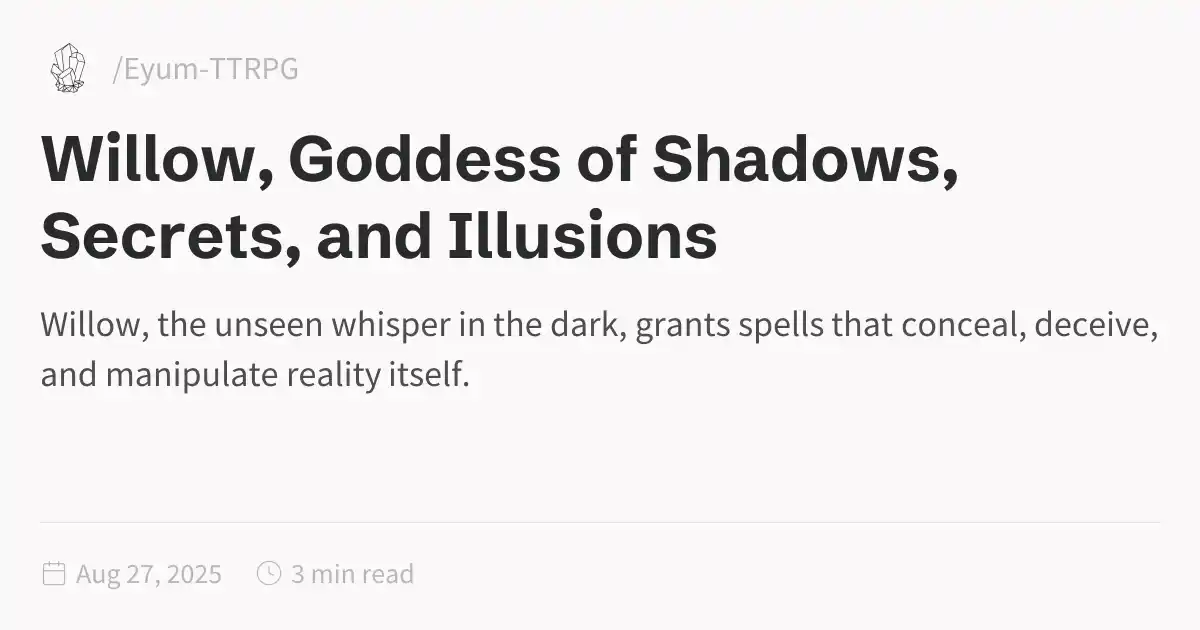 /Eyum-TTRPG
Willow, Goddess of Shadows,
Secrets, and Illusions
Willow, the unseen whisper in the dark, grants spells that conceal, deceive,
and manipulate reality itself.
Aug 27, 2025 3 min read